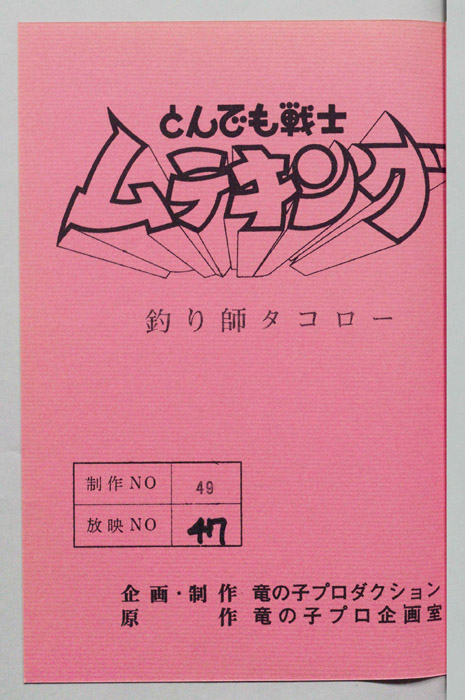 とんでも戦士
ムテキング
釣り師タコロー
制作NO 49
放映NO 47
企画・制作 竜の子プロダクション
原作 竜の子プロ企画室